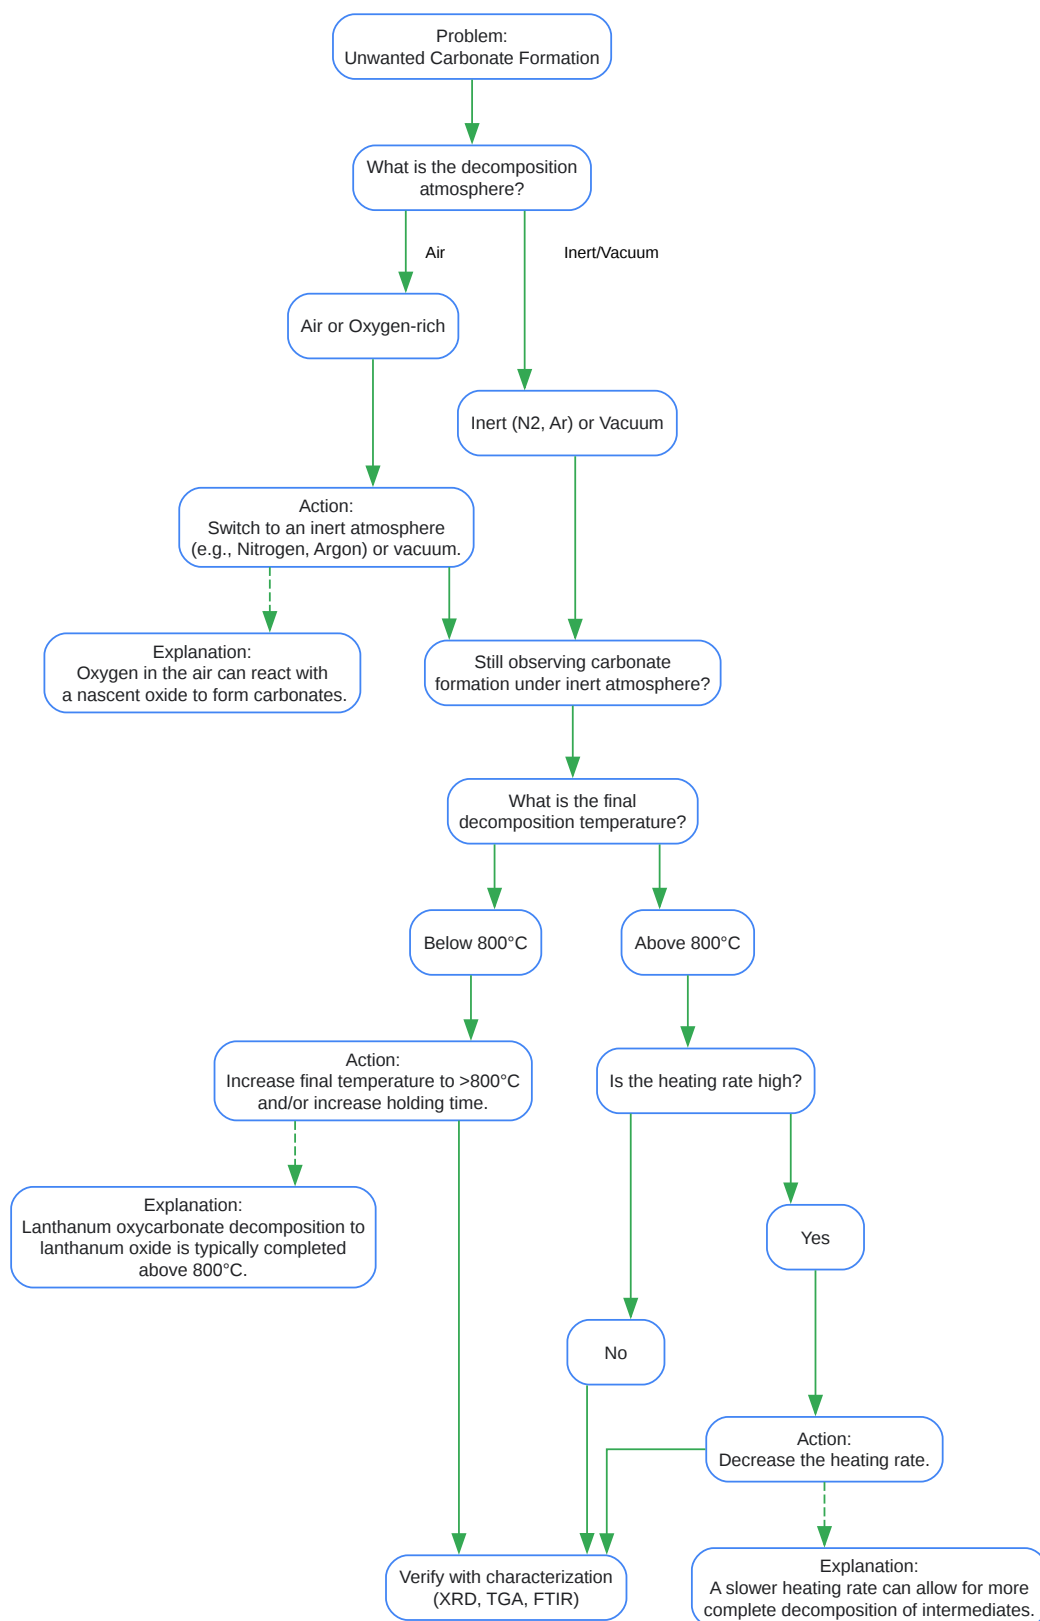 Problem:
Unwanted Carbonate Formation
What is the decomposition
atmosphere?
Air
Inert/Vacuum
Air or Oxygen-rich
Inert (N2, Ar) or Vacuum
Action:
Switch to an inert atmosphere
(e.g., Nitrogen, Argon) or vacuum.
Explanation:
Oxygen in the air can react with
a nascent oxide to form carbonates.
Still observing carbonate
formation under inert atmosphere?
What is the final
decomposition temperature?
Below 800°C
Above 800°C
Action:
Increase final temperature to >800°C
and/or increase holding time.
Is the heating rate high?
Explanation:
Lanthanum oxycarbonate decomposition to
lanthanum oxide is typically completed
above 800°C.
Yes
No
Action:
Decrease the heating rate.
Verify with characterization
(XRD, TGA, FTIR)
Explanation:
A slower heating rate can allow for more
complete decomposition of intermediates.